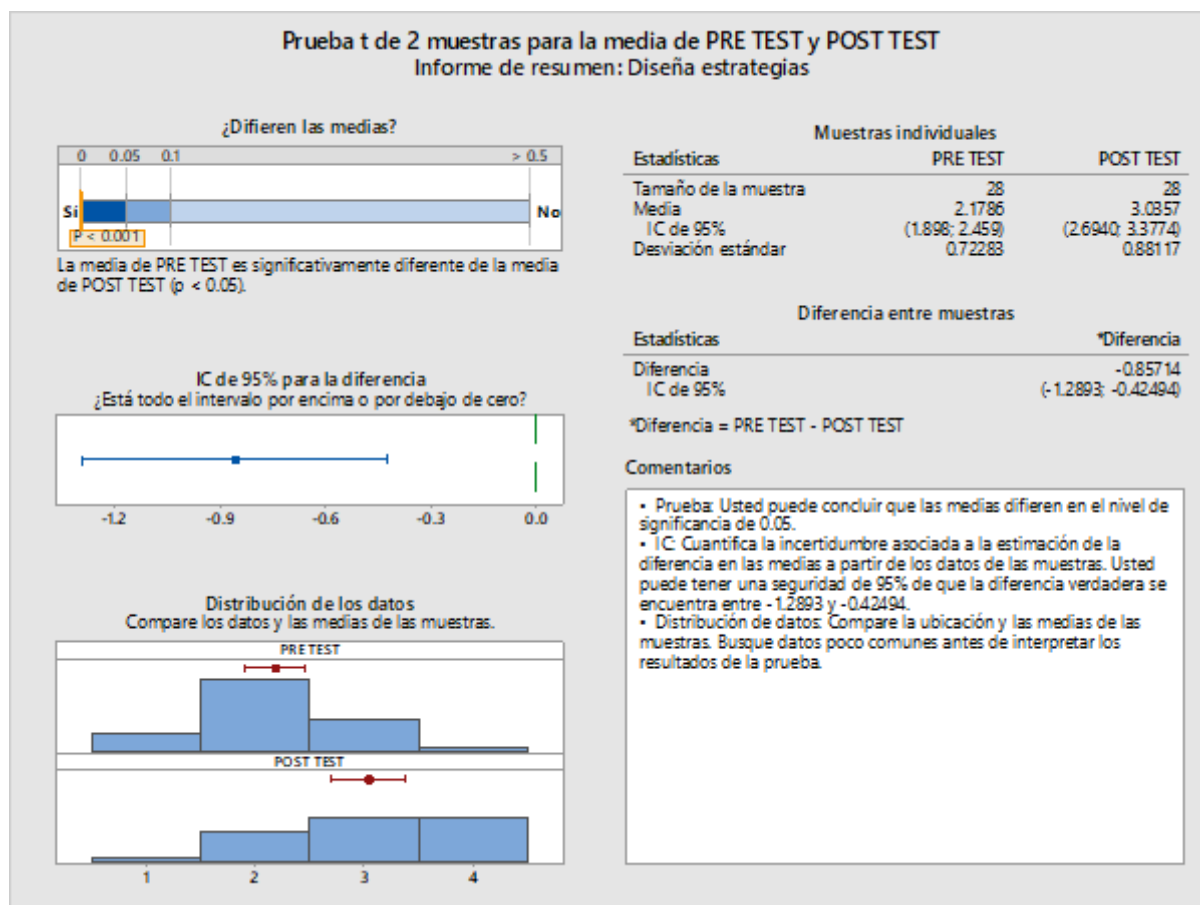 Prueba t de 2 muestras para la media de PRE TEST y POST TEST
Informe de resumen: Diseña estrategias
¿Difieren las medias?
0 0.05 0.1 > 0.5
Sí No
P < 0.001
La media de PRE TEST es significativamente diferente de la media
de POST TEST (p < 0.05).
IC de 95% para la diferencia
¿Está todo el intervalo por encima o por debajo de cero?
-1.2 -0.9 -0.6 -0.3 0.0
Distribución de los datos
Compare los datos y las medias de las muestras.
PRE TEST
POST TEST
1 2 3 4
Muestras individuales
Estadísticas PRE TEST POST TEST
Tamaño de la muestra 28 28
Media 2.1786 3.0357
IC de 95% (1.898; 2.459) (2.6940; 3.3774)
Desviación estándar 0.72283 0.88117
Diferencia entre muestras
Estadísticas *Diferencia
Diferencia -0.85714
IC de 95% (-1.2893; -0.42494)
*Diferencia = PRE TEST - POST TEST
Comentarios
• Prueba: Usted puede concluir que las medias difieren en el nivel de
significancia de 0.05.
• IC: Cuantifica la incertidumbre asociada a la estimación de la
diferencia en las medias a partir de los datos de las muestras. Usted
puede tener una seguridad de 95% de que la diferencia verdadera se
encuentra entre -1.2893 y -0.42494.
• Distribución de datos: Compare la ubicación y las medias de las
muestras. Busque datos poco comunes antes de interpretar los
resultados de la prueba.